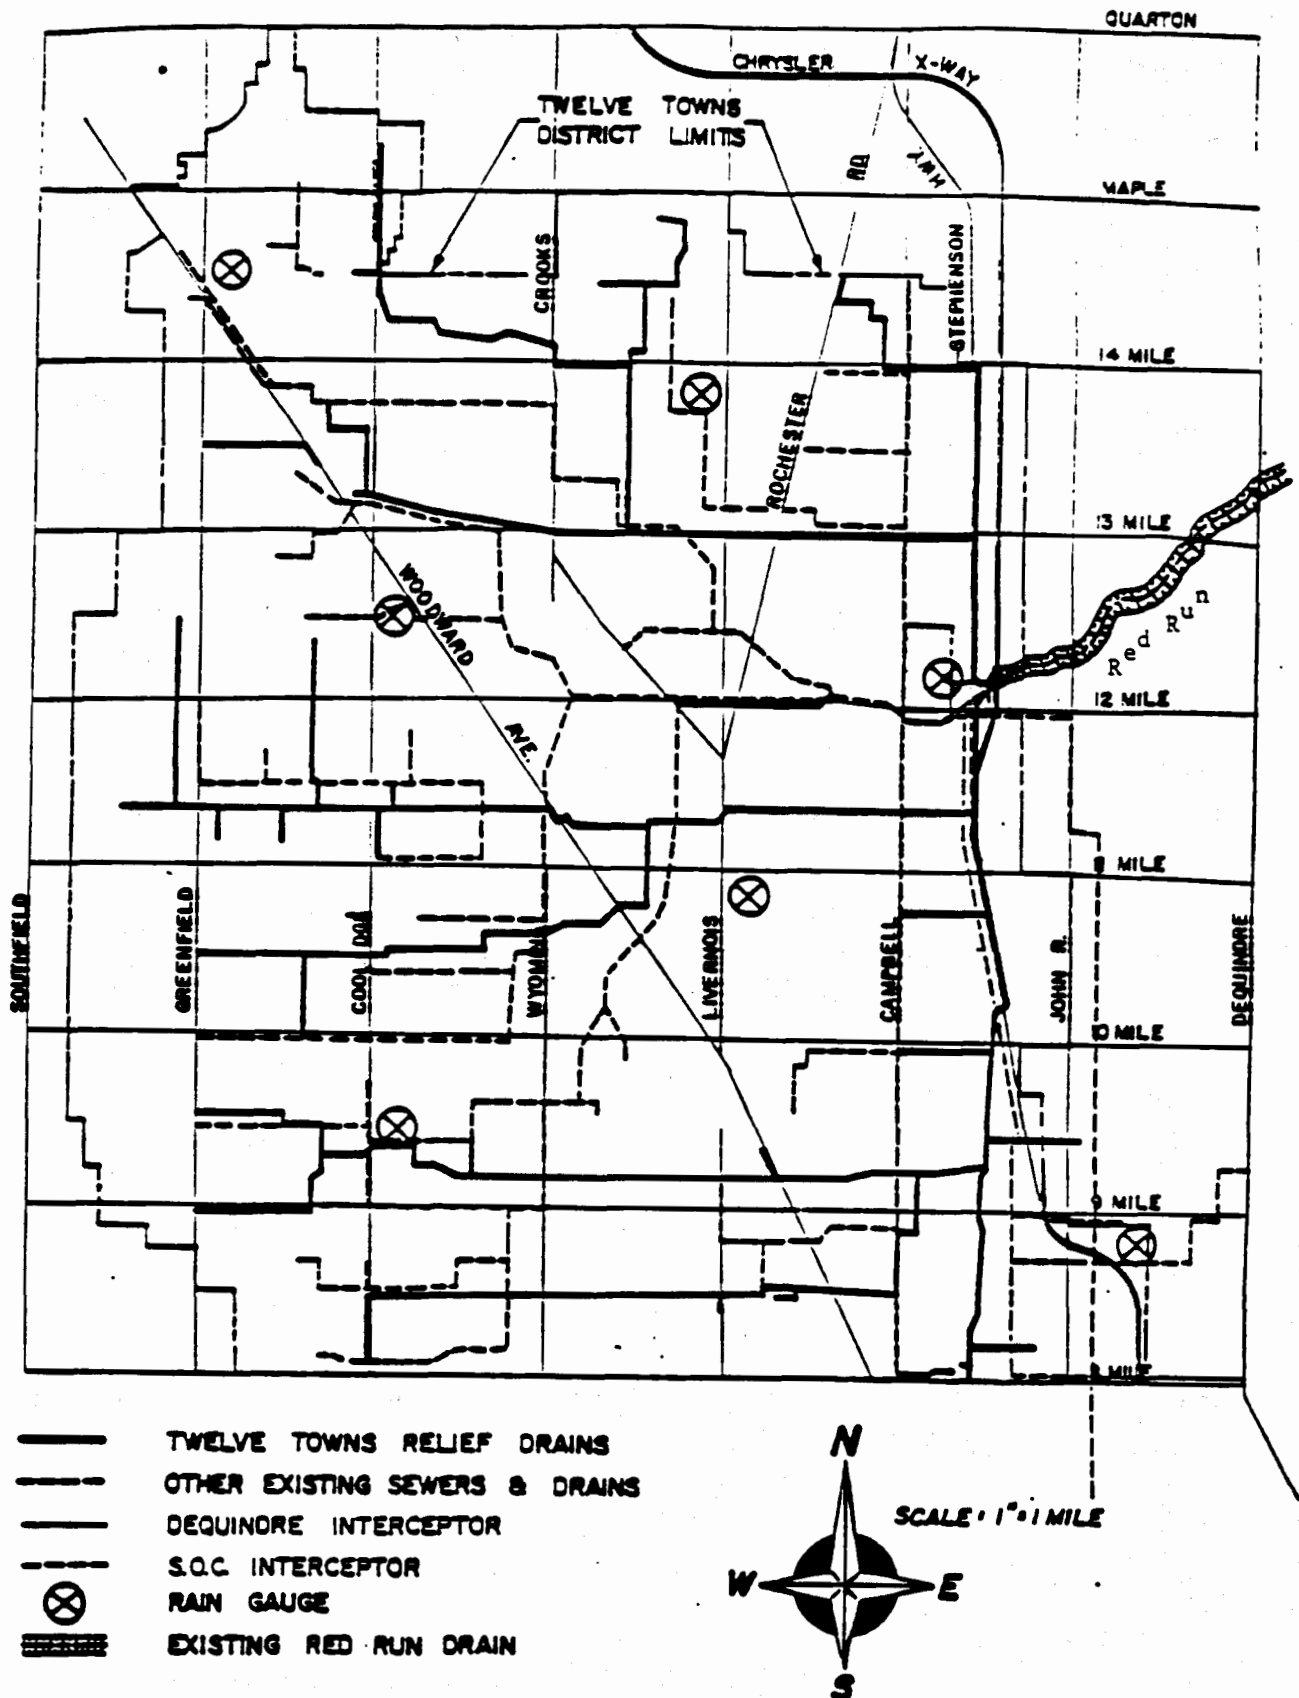 QUARTON
CHRYSLER
X-WAY
TWELVE TOWNS
DISTRICT LIMITS
RD
HWY
MAPLE
CROOKS
STEPHENSON
14 MILE
ROCHESTER
13 MILE
WOODWARD
AVE.
Red Run
12 MILE
MILE
SOUTHFIELD
GREENFIELD
COOLIDGE
WYOMING
LIVERNOIS
CAMPBELL
JOHN R.
DEQUINDRE
10 MILE
9 MILE
MILE
TWELVE TOWNS RELIEF DRAINS
OTHER EXISTING SEWERS & DRAINS
DEQUINDRE INTERCEPTOR
S.O.C. INTERCEPTOR
RAIN GAUGE
EXISTING RED RUN DRAIN
N
SCALE: 1"=1 MILE
W
E
S